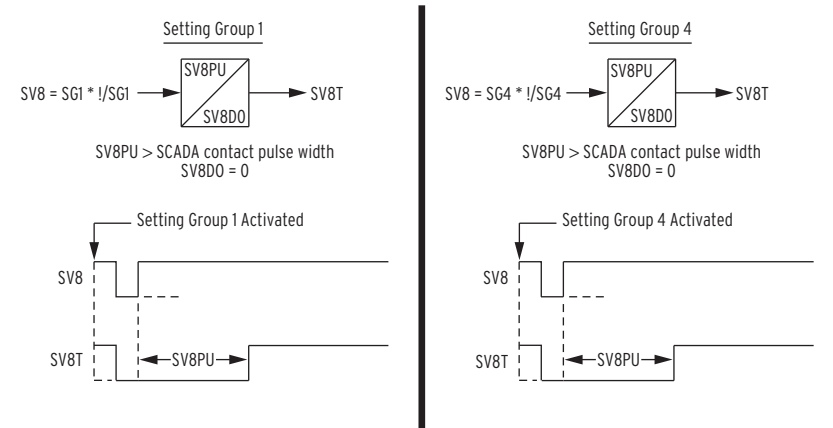 Setting Group 1
SV8PU
SV8 = SG1 * !/SG1
SV8T
SV8DO
SV8PU > SCADA contact pulse width
SV8DO = 0
Setting Group 1 Activated
SV8
SV8T
SV8PU
Setting Group 4
SV8PU
SV8 = SG4 * !/SG4
SV8T
SV8DO
SV8PU > SCADA contact pulse width
SV8DO = 0
Setting Group 4 Activated
SV8
SV8T
SV8PU